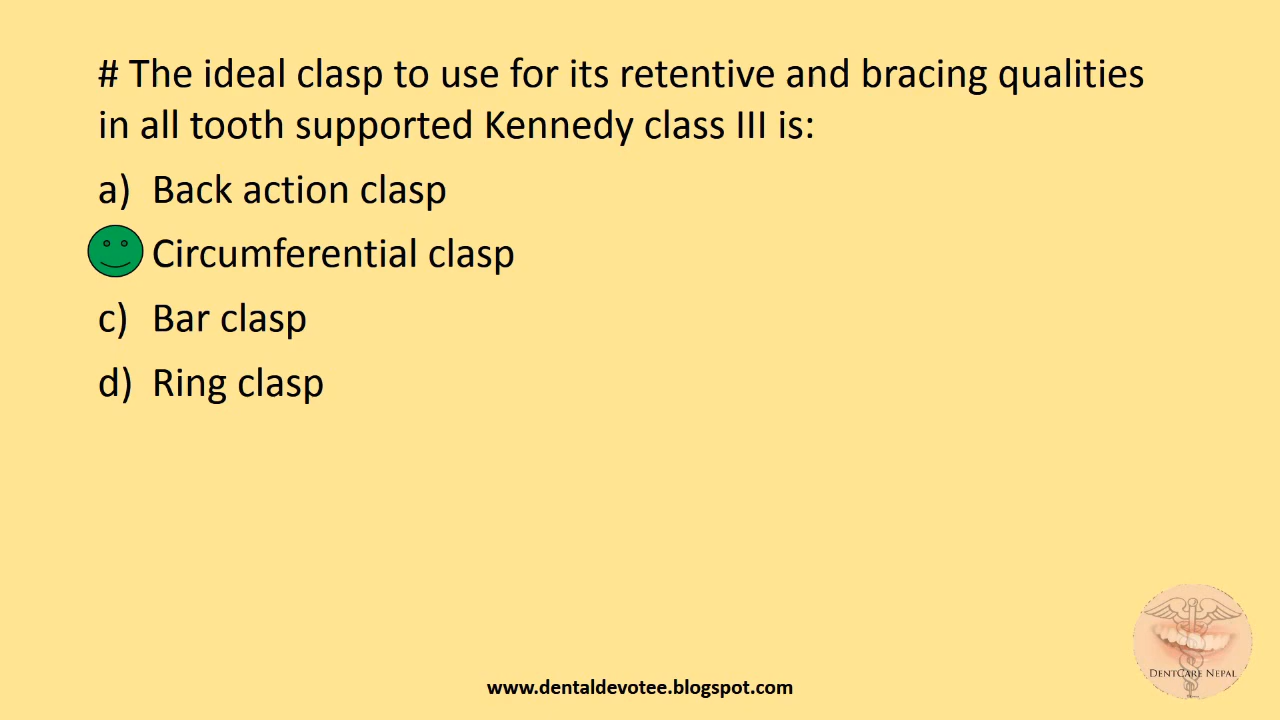 # The ideal clasp to use for its retentive and bracing qualities
in all tooth supported Kennedy class III is:
a) Back action clasp
Circumferential clasp
c) Bar clasp
d) Ring clasp
DENTCARE NEPAL
www.dentaldevotee.blogspot.com